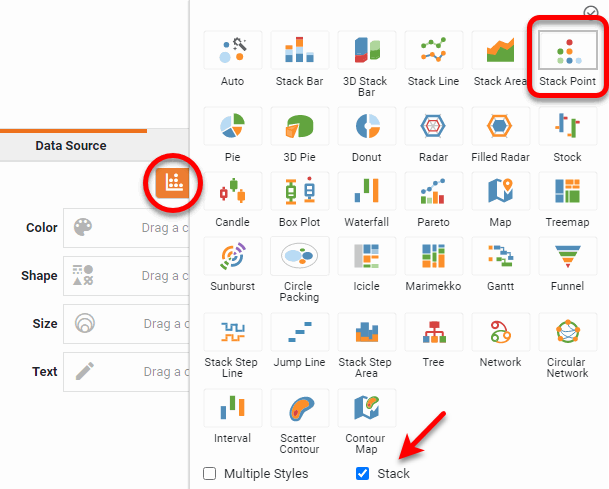 Auto
Stack Bar
3D Stack
Bar
Stack Line
Stack Area
Stack Point
Pie
3D Pie
Donut
Radar
Filled Radar
Stock
Candle
Box Plot
Waterfall
Pareto
Map
Treemap
Sunburst
Circle
Packing
Icicle
Marimekko
Gantt
Funnel
Stack Step
Line
Jump Line
Stack Step
Area
Tree
Network
Circular
Network
Interval
Scatter
Contour
Contour
Map
Multiple Styles
Stack
Data Source
Color
Drag a c
Shape
Drag a c
Size
Drag a c
Text
Drag a c